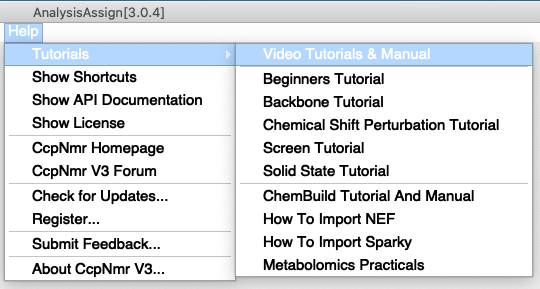 AnalysisAssign[3.0.4]
Help
Tutorials
Show Shortcuts
Show API Documentation
Show License
CcpNmr Homepage
CcpNmr V3 Forum
Check for Updates...
Register...
Submit Feedback...
About CcpNmr V3...
Video Tutorials & Manual
Beginners Tutorial
Backbone Tutorial
Chemical Shift Perturbation Tutorial
Screen Tutorial
Solid State Tutorial
ChemBuild Tutorial And Manual
How To Import NEF
How To Import Sparky
Metabolomics Practicals